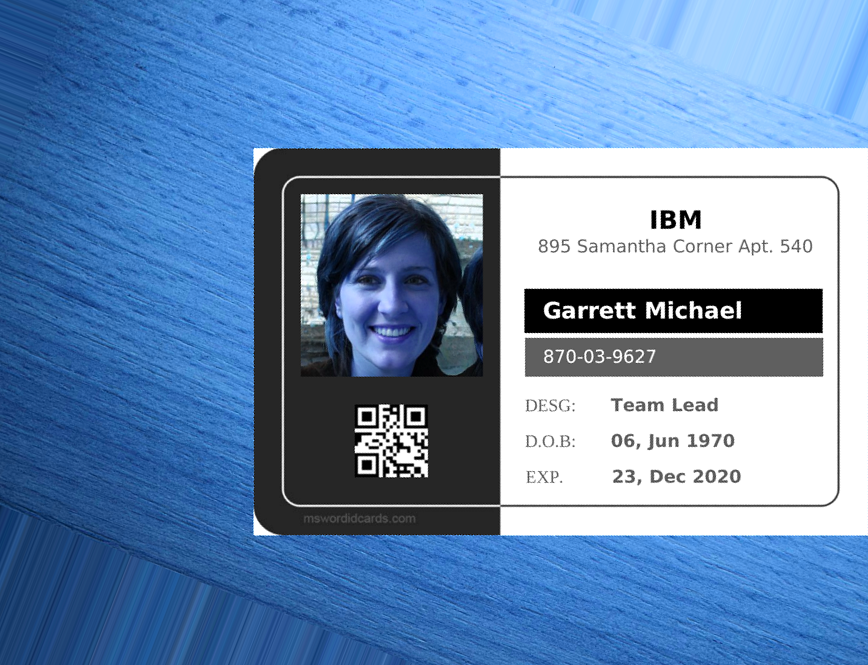 IBM
895 Samantha Corner Apt. 540
Garrett Michael
870-03-9627
DESG: Team Lead
D.O.B: 06, Jun 1970
EXP. 23, Dec 2020
mswordidcards.com